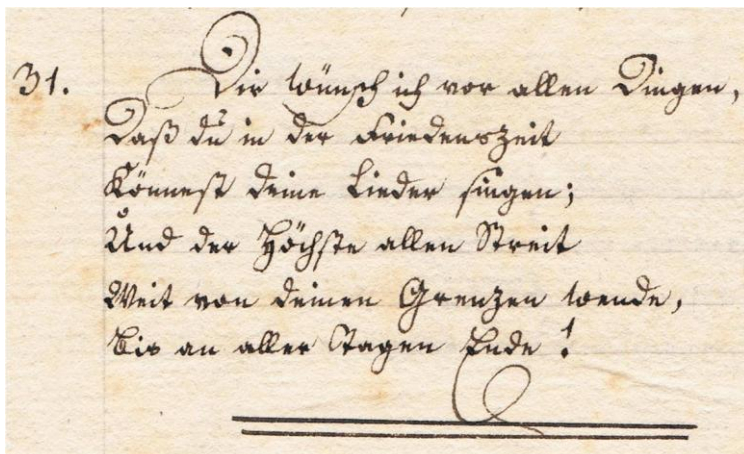 31. Dir wünsch ich vor allen Dingen,
Daß du in der Friedenszeit
Könnest deine Lieder singen;
Und der Höchste allen Streit
Weit von deinen Grenzen wende,
bis an aller Tagen Ende!